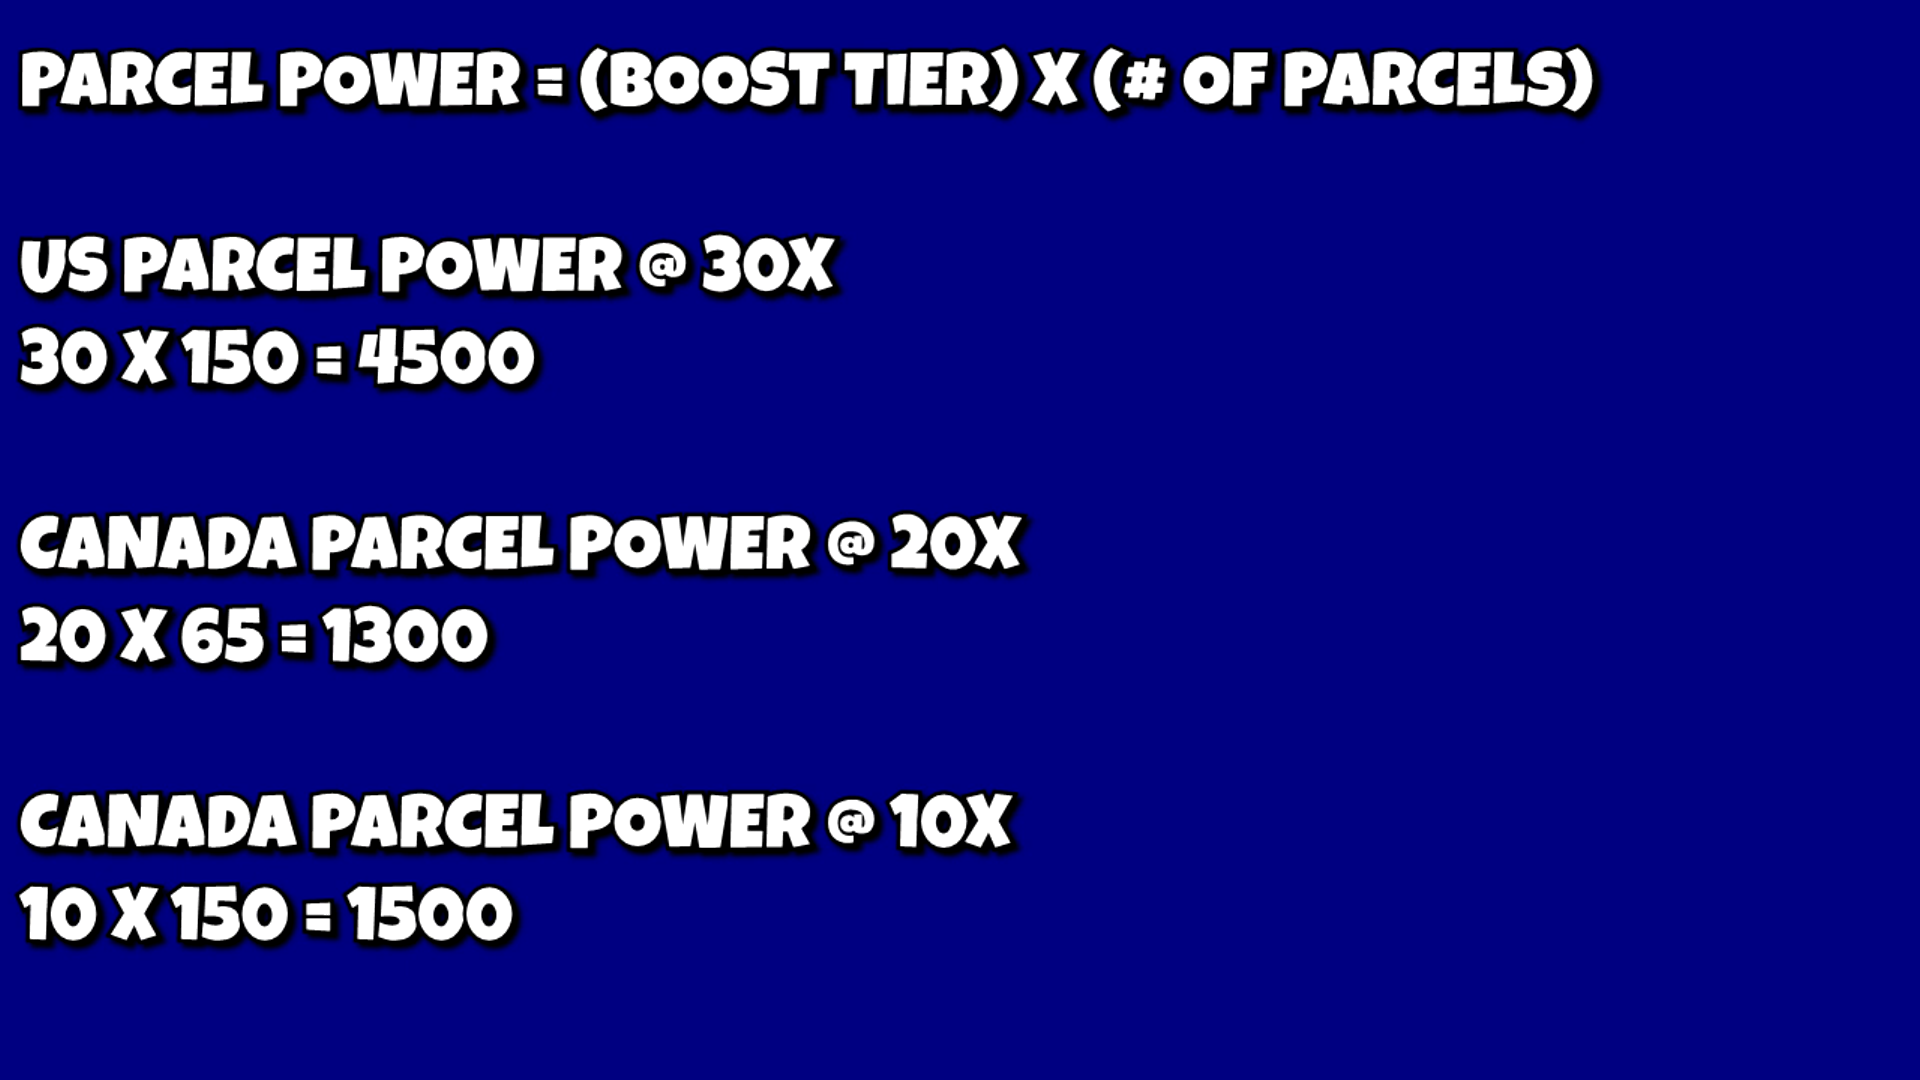 PARCEL POWER = (BOOST TIER) X (# OF PARCELS)
US PARCEL POWER @ 30X
30 X 150 = 4500
CANADA PARCEL POWER @ 20X
20 X 65 = 1300
CANADA PARCEL POWER @ 10X
10 X 150 = 1500